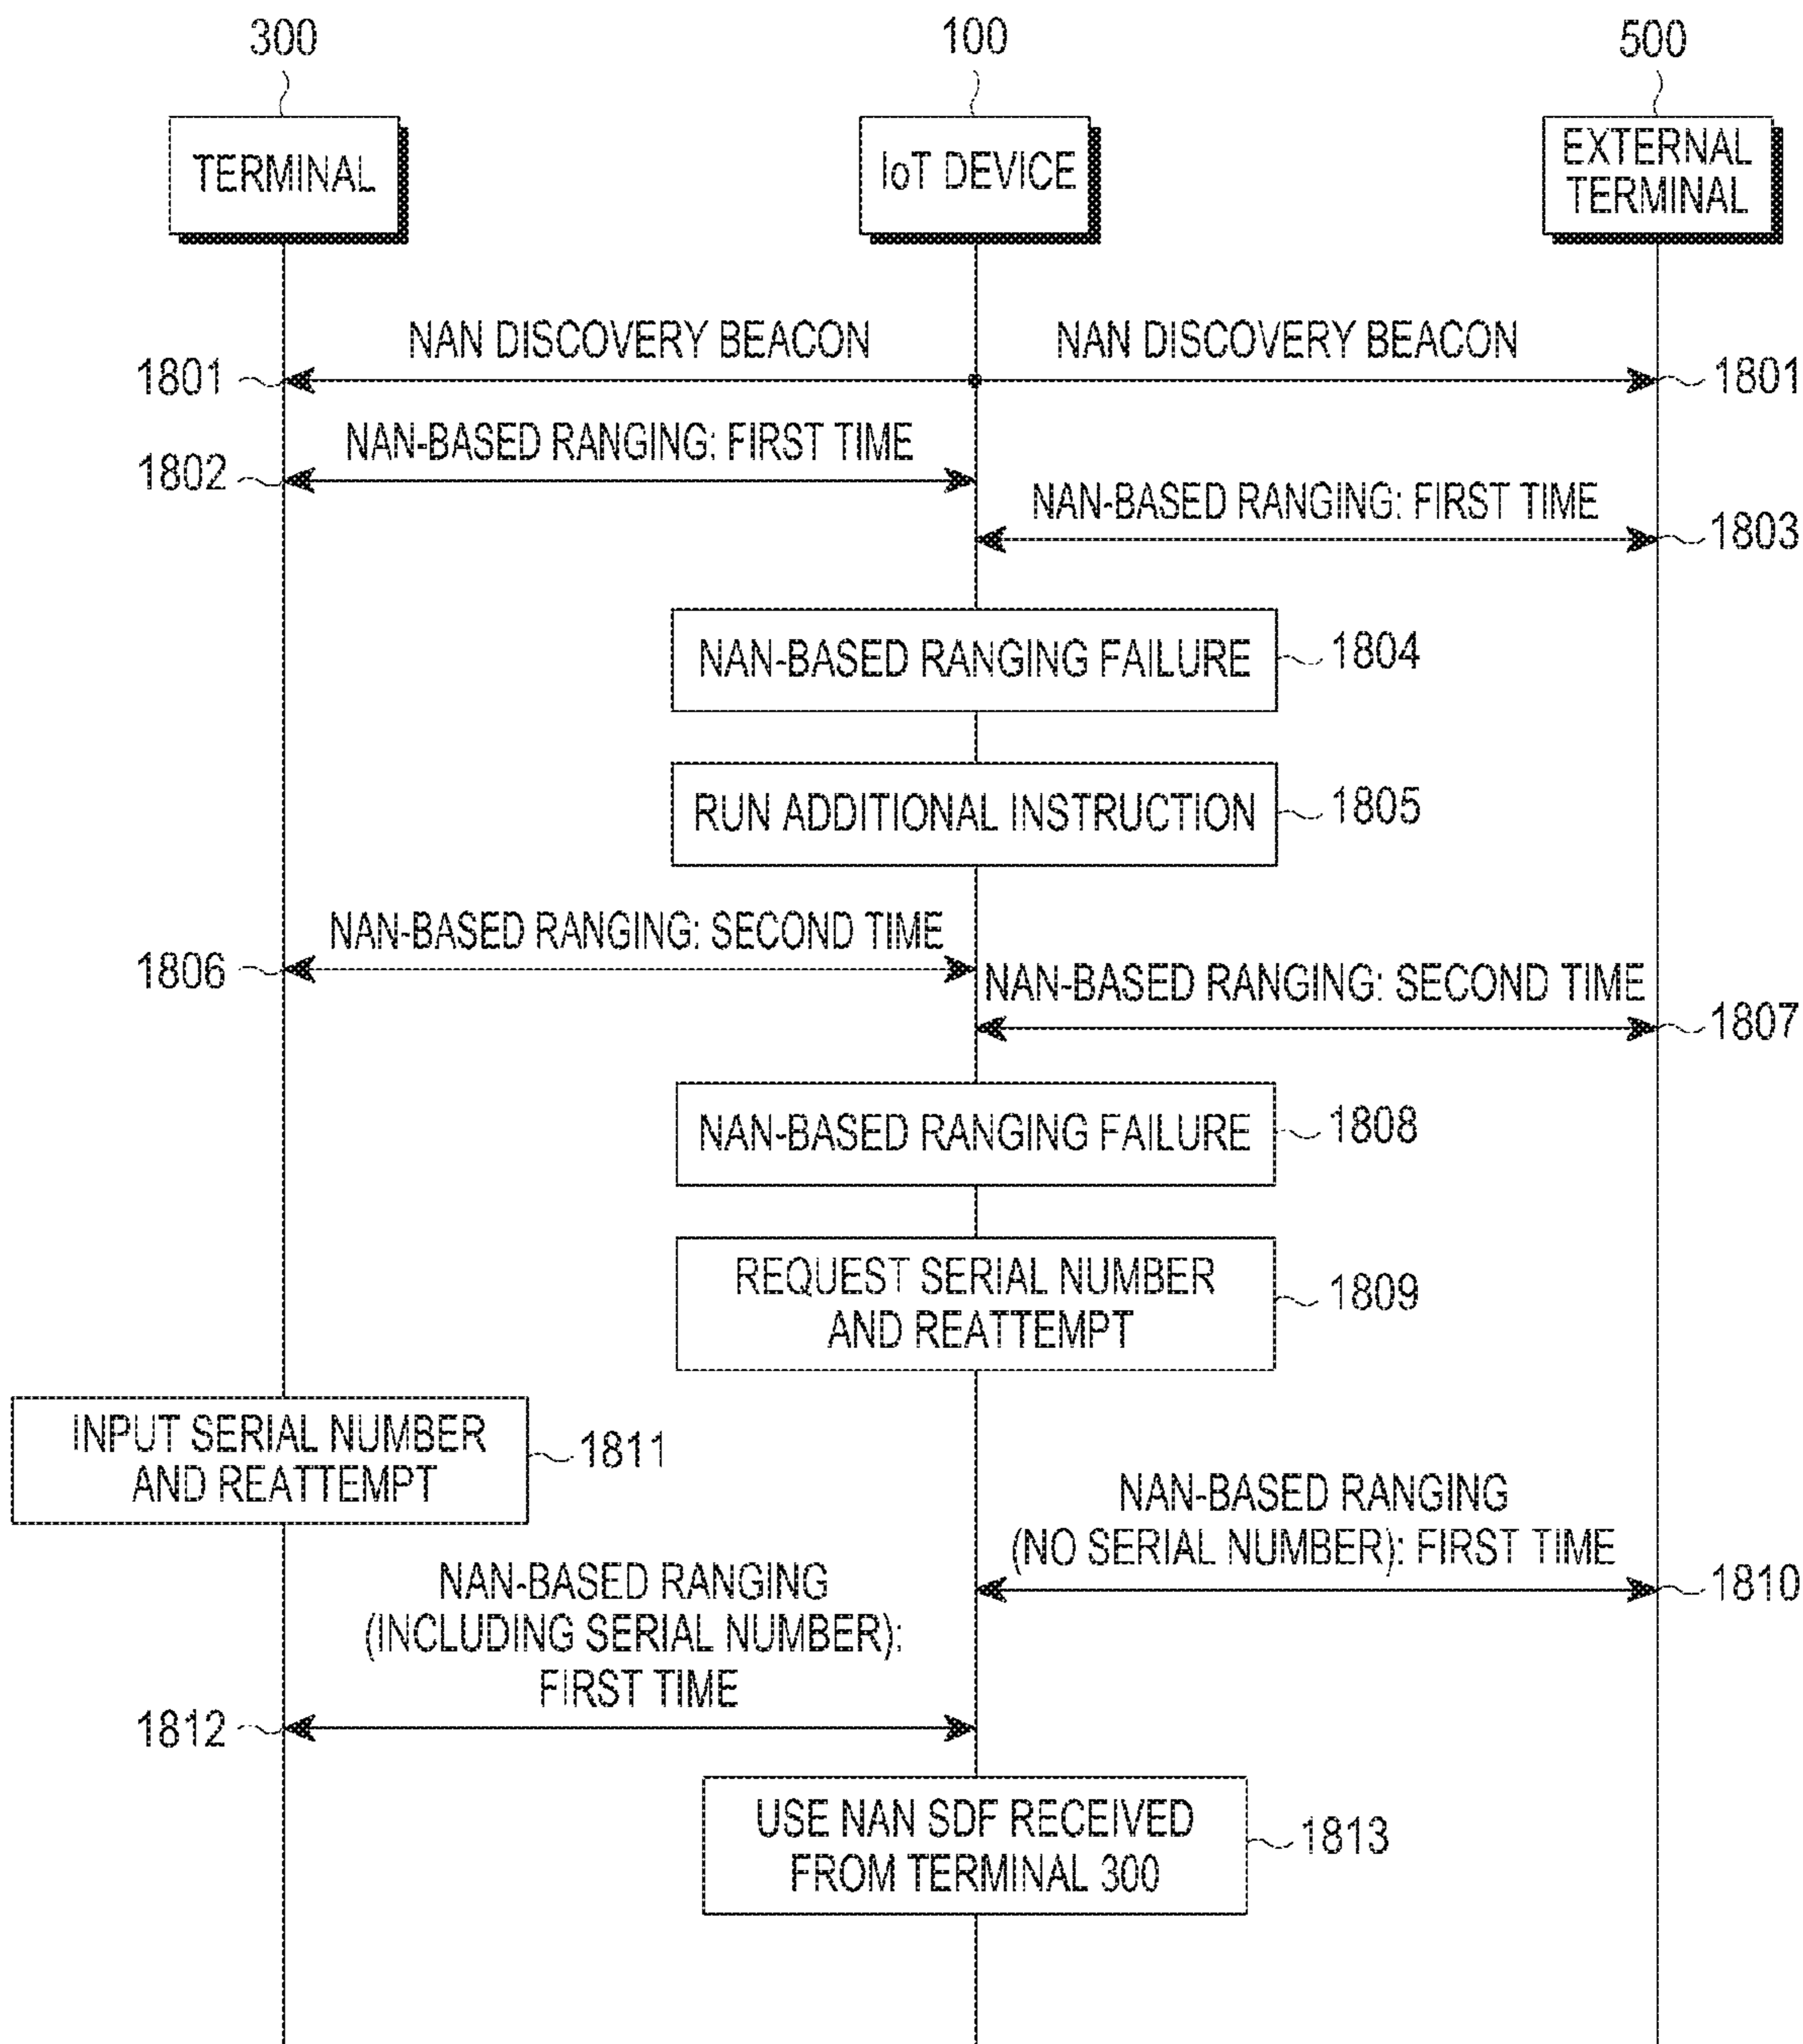 300
100
500
TERMINAL
IoT DEVICE
EXTERNAL
TERMINAL
NAN DISCOVERY BEACON
NAN DISCOVERY BEACON
1801
1801
NAN-BASED RANGING: FIRST TIME
1802
NAN-BASED RANGING: FIRST TIME
1803
NAN-BASED RANGING FAILURE
1804
RUN ADDITIONAL INSTRUCTION
1805
NAN-BASED RANGING: SECOND TIME
1806
NAN-BASED RANGING: SECOND TIME
1807
NAN-BASED RANGING FAILURE
1808
REQUEST SERIAL NUMBER
AND REATTEMPT
1809
INPUT SERIAL NUMBER
AND REATTEMPT
1811
NAN-BASED RANGING
(NO SERIAL NUMBER): FIRST TIME
1810
NAN-BASED RANGING
(INCLUDING SERIAL NUMBER):
FIRST TIME
1812
USE NAN SDF RECEIVED
FROM TERMINAL 300
1813